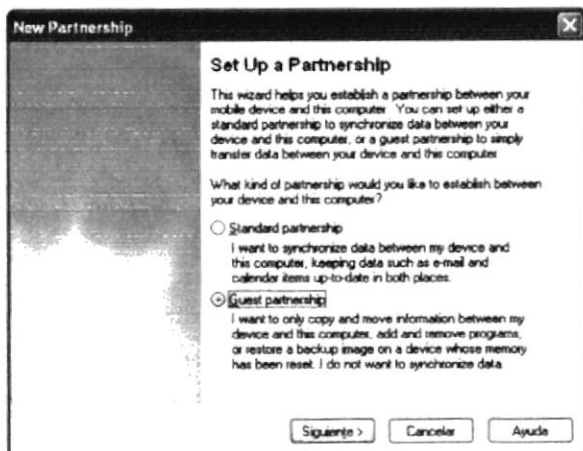 New Partnership
Set Up a Partnership
This wizard helps you establish a partnership between your
mobile device and this computer. You can set up either a
standard partnership to synchronize data between your
device and this computer, or a guest partnership to simply
transfer data between your device and this computer
What kind of partnership would you like to establish between
your device and this computer?
Standard partnership
I want to synchronize data between my device and
this computer, keeping data such as e-mail and
calendar items up-to-date in both places.
Guest partnership
I want to only copy and move information between my
device and this computer, add and remove programs,
or restore a backup image on a device whose memory
has been reset. I do not want to synchronize data
Siguiente >
Cancelar
Ayuda